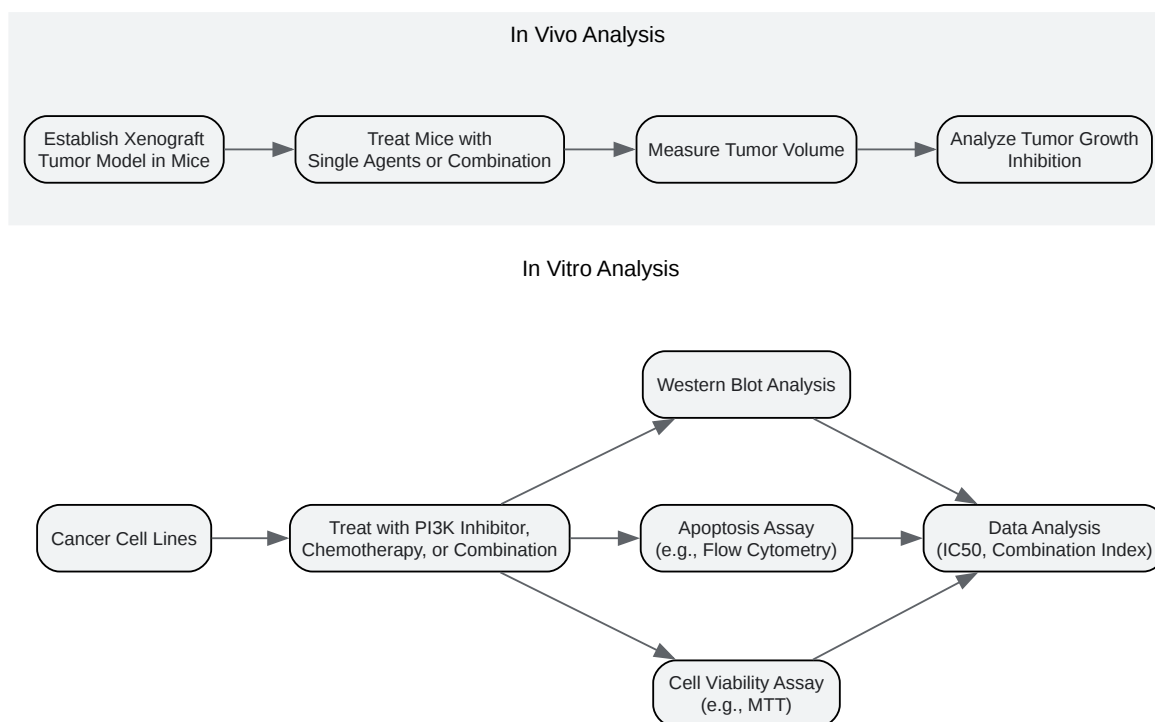 In Vivo Analysis
Establish Xenograft
Tumor Model in Mice
Treat Mice with
Single Agents or Combination
Measure Tumor Volume
Analyze Tumor Growth
Inhibition
In Vitro Analysis
Western Blot Analysis
Cancer Cell Lines
Treat with PI3K Inhibitor,
Chemotherapy, or Combination
Apoptosis Assay
(e.g., Flow Cytometry)
Data Analysis
(IC50, Combination Index)
Cell Viability Assay
(e.g., MTT)